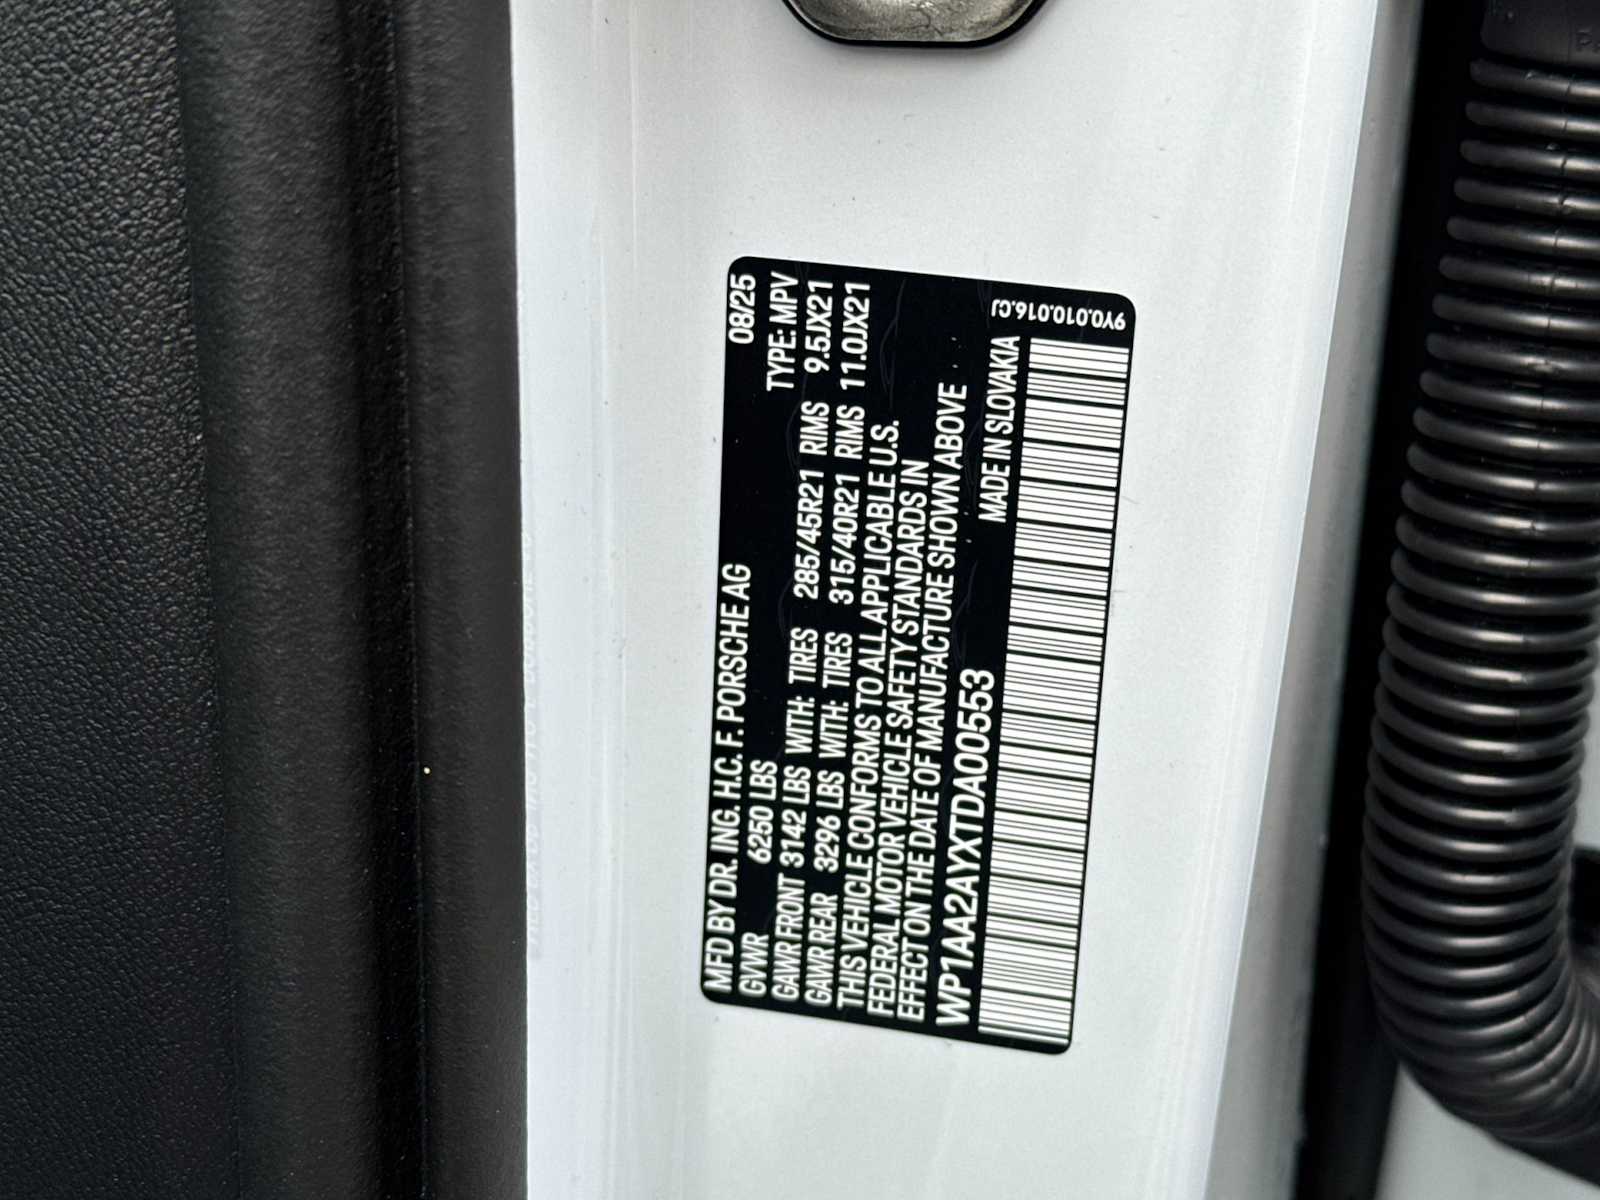 MFD BY DR. ING. H.C. F. PORSCHE AG 08/25
GVWR 6250 LBS TYPE: MPV
GAWR FRONT 3142 LBS WITH: TIRES 285/45R21 RIMS 9.5JX21
GAWR REAR 3296 LBS WITH: TIRES 315/40R21 RIMS 11.0JX21
THIS VEHICLE CONFORMS TO ALL APPLICABLE U.S.
FEDERAL MOTOR VEHICLE SAFETY STANDARDS IN
EFFECT ON THE DATE OF MANUFACTURE SHOWN ABOVE
WP1AA2AYXTDA00553 MADE IN SLOVAKIA
9Y0.010.016.CJ